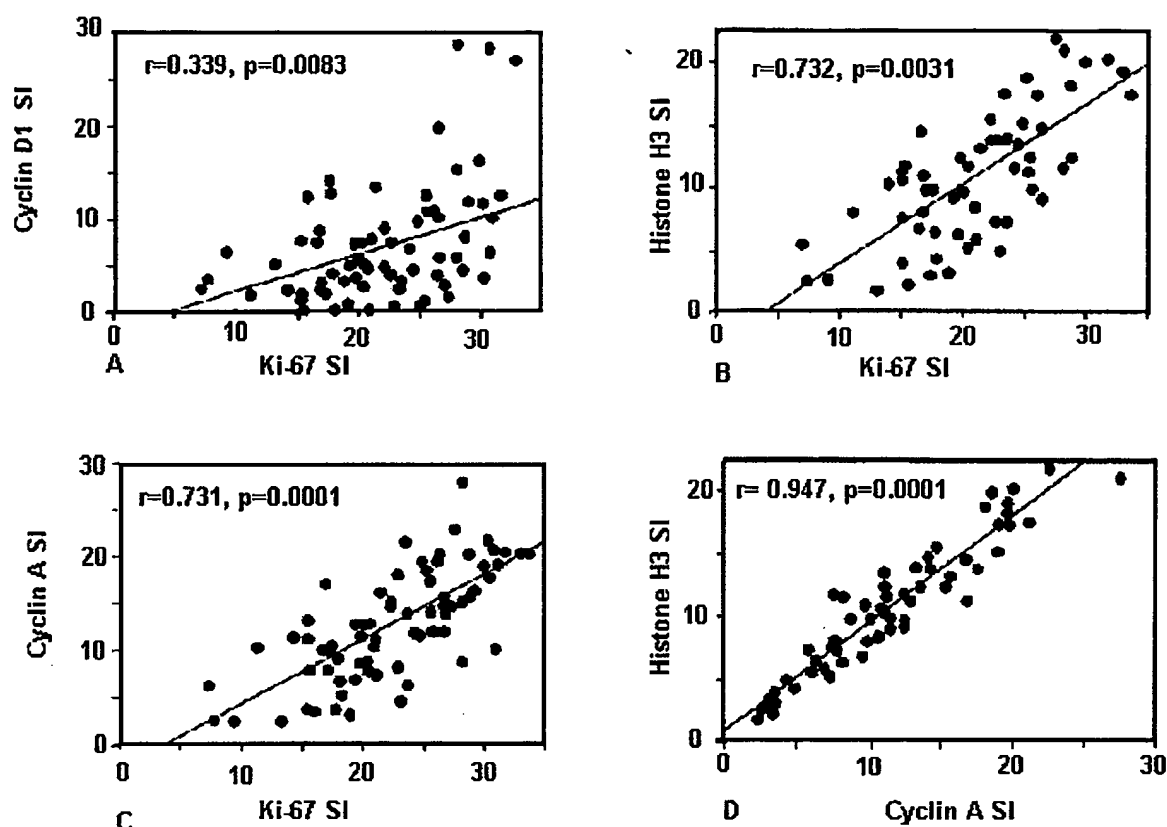 r=0.339, p=0.0083
Cyclin D1 SI
30
20
10
0
0 10 20 30
A Ki-67 SI
r=0.732, p=0.0031
Histone H3 SI
20
10
0
0 10 20 30
B Ki-67 SI
r=0.731, p=0.0001
Cyclin A SI
30
20
10
0
0 10 20 30
C Ki-67 SI
r= 0.947, p=0.0001
Histone H3 SI
20
10
0
0 10 20 30
D Cyclin A SI